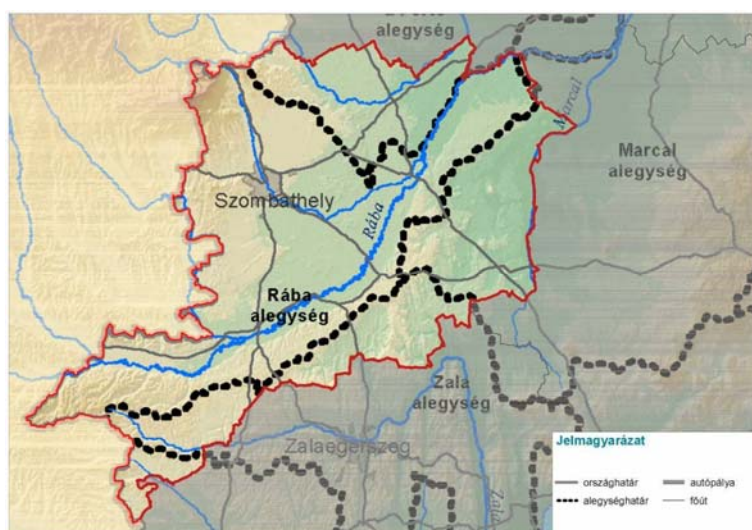 alegység
Marcal
Marcal
alegység
Szombathely
Rába
Rába
alegység
Zala
alegység
Zalaegerszeg
Zala
Jelmagyarázat
országhatár
autópálya
alegységhatár
főút